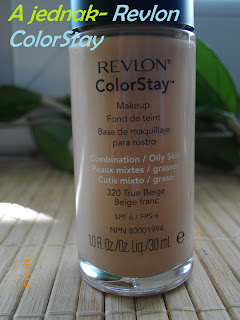 A jednak- Revlon
ColorStay
REVLON
ColorStay™
Makeup
Fond de teint
Base de maquillaje
para rostro
Combination / Oily Skin
Peaux mixtes / grasses
Cutis mixto / graso
320 True Beige
Beige franc
SPF 6 / FPS 6
NPN 80001994
1.0 Fl. Oz./Oz. Liq./30 mL e